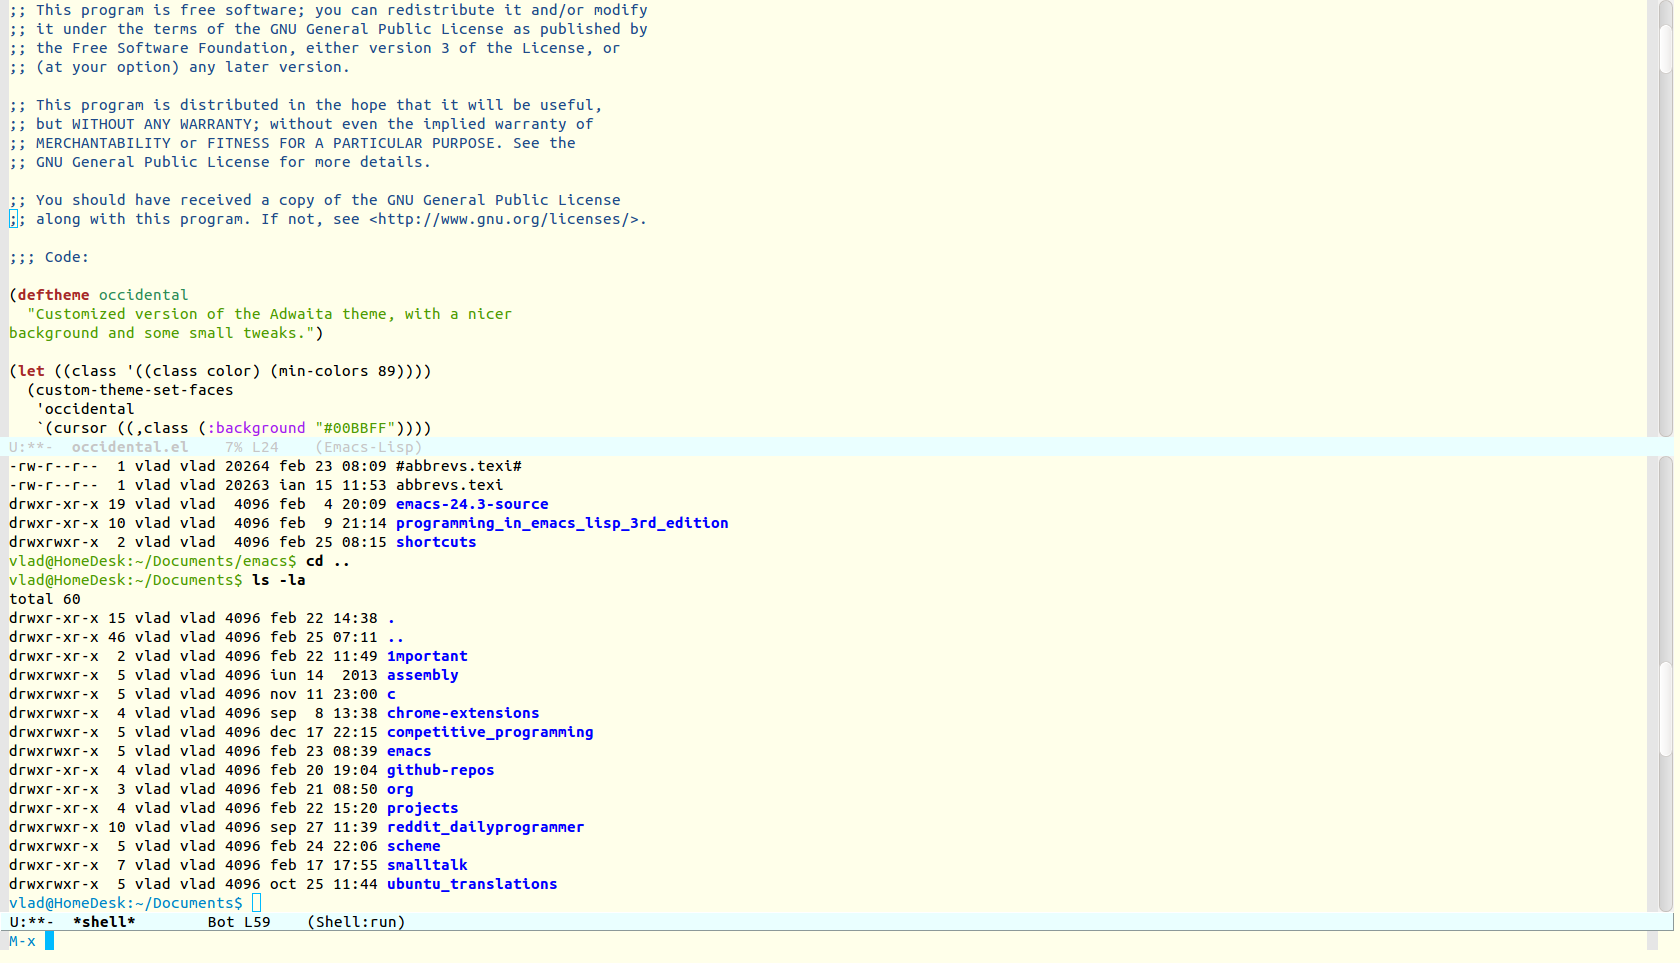 ;; This program is free software; you can redistribute it and/or modify
;; it under the terms of the GNU General Public License as published by
;; the Free Software Foundation, either version 3 of the License, or
;; (at your option) any later version.

;; This program is distributed in the hope that it will be useful,
;; but WITHOUT ANY WARRANTY; without even the implied warranty of
;; MERCHANTABILITY or FITNESS FOR A PARTICULAR PURPOSE. See the
;; GNU General Public License for more details.

;; You should have received a copy of the GNU General Public License
;; along with this program. If not, see <http://www.gnu.org/licenses/>.

;;; Code:

(deftheme occidental
  "Customized version of the Adwaita theme, with a nicer
background and some small tweaks.")

(let ((class '((class color) (min-colors 89))))
  (custom-theme-set-faces
   'occidental
   `(cursor ((,class (:background "#00BBFF"))))
U:**-  occidental.el    7% L24    (Emacs-Lisp)
-rw-r--r--  1 vlad vlad 20264 feb 23 08:09 #abbrevs.texi#
-rw-r--r--  1 vlad vlad 20263 ian 15 11:53 abbrevs.texi
drwxr-xr-x 19 vlad vlad  4096 feb  4 20:09 emacs-24.3-source
drwxr-xr-x 10 vlad vlad  4096 feb  9 21:14 programming_in_emacs_lisp_3rd_edition
drwxrwxr-x  2 vlad vlad  4096 feb 25 08:15 shortcuts
vlad@HomeDesk:~/Documents/emacs$ cd ..
vlad@HomeDesk:~/Documents$ ls -la
total 60
drwxr-xr-x 15 vlad vlad 4096 feb 22 14:38 .
drwxr-xr-x 46 vlad vlad 4096 feb 25 07:11 ..
drwxr-xr-x  2 vlad vlad 4096 feb 22 11:49 1mportant
drwxrwxr-x  5 vlad vlad 4096 iun 14  2013 assembly
drwxrwxr-x  5 vlad vlad 4096 nov 11 23:00 c
drwxrwxr-x  4 vlad vlad 4096 sep  8 13:38 chrome-extensions
drwxrwxr-x  5 vlad vlad 4096 dec 17 22:15 competitive_programming
drwxrwxr-x  5 vlad vlad 4096 feb 23 08:39 emacs
drwxr-xr-x  4 vlad vlad 4096 feb 20 19:04 github-repos
drwxr-xr-x  3 vlad vlad 4096 feb 21 08:50 org
drwxr-xr-x  4 vlad vlad 4096 feb 22 15:20 projects
drwxrwxr-x 10 vlad vlad 4096 sep 27 11:39 reddit_dailyprogrammer
drwxrwxr-x  5 vlad vlad 4096 feb 24 22:06 scheme
drwxr-xr-x  7 vlad vlad 4096 feb 17 17:55 smalltalk
drwxrwxr-x  5 vlad vlad 4096 oct 25 11:44 ubuntu_translations
vlad@HomeDesk:~/Documents$
U:**-  *shell*        Bot L59    (Shell:run)
M-x